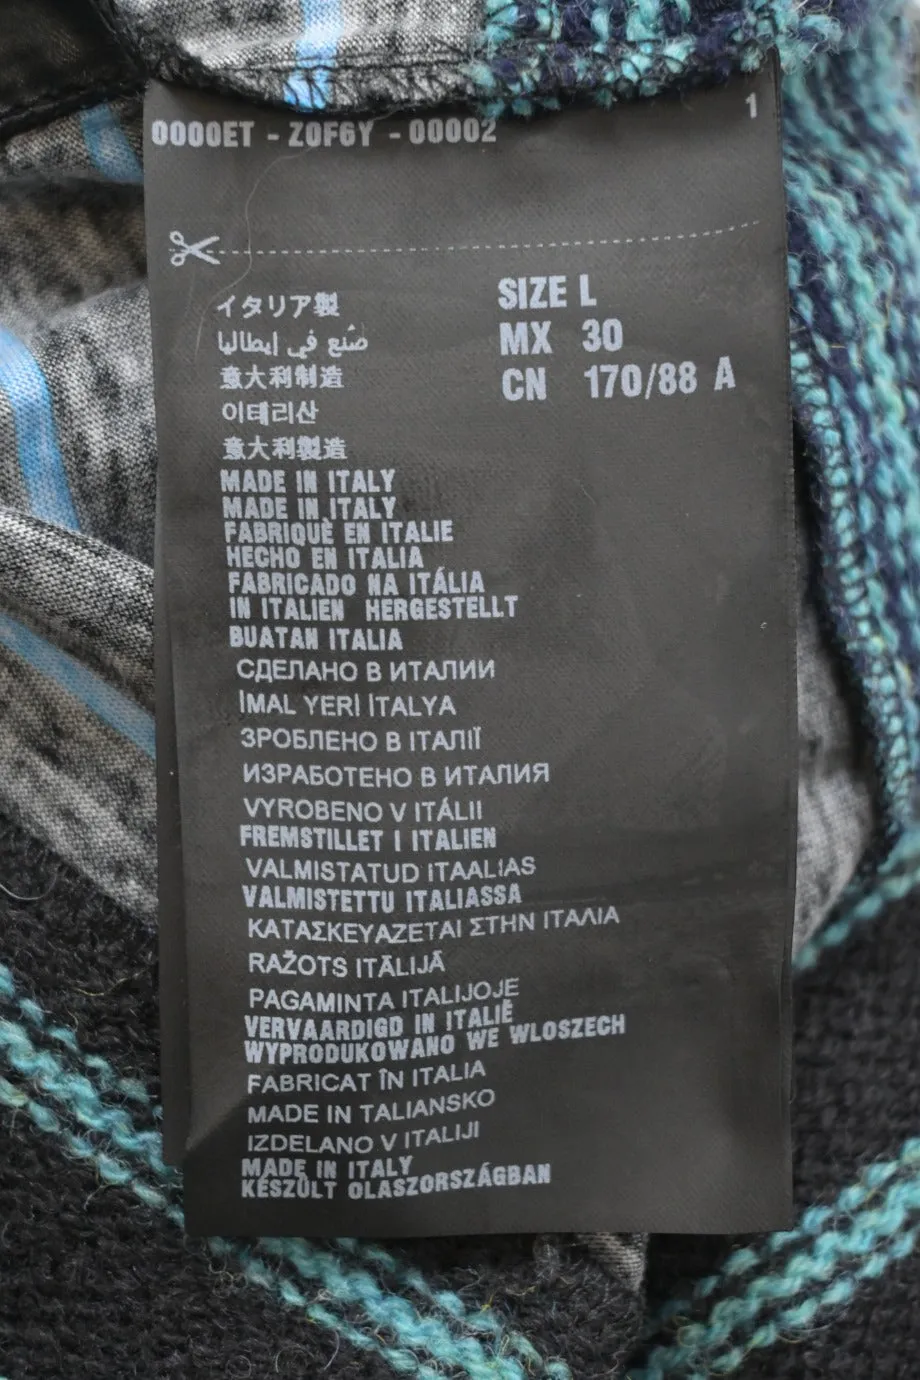 0000ET - Z0F6Y - 00002
1
イタリア製
صُنع في إيطاليا
意大利制造
이테리산
意大利製造
MADE IN ITALY
MADE IN ITALY
FABRIQUÈ EN ITALIE
HECHO EN ITALIA
FABRICADO NA ITÁLIA
IN ITALIEN HERGESTELLT
BUATAN ITALIA
СДЕЛАНО В ИТАЛИИ
İMAL YERİ İTALYA
ЗРОБЛЕНО В ІТАЛІЇ
ИЗРАБОТЕНО В ИТАЛИЯ
VYROBENO V ITÁLII
FREMSTILLET I ITALIEN
VALMISTATUD ITAALIAS
VALMISTETTU ITALIASSA
ΚΑΤΑΣΚΕΥΑΖΕΤΑΙ ΣΤΗΝ ΙΤΑΛΙΑ
RAŽOTS ITĀLIJĀ
PAGAMINTA ITALIJOJE
VERVAARDIGD IN ITALIË
WYPRODUKOWANO WE WLOSZECH
FABRICAT ÎN ITALIA
MADE IN TALIANSKO
IZDELANO V ITALIJI
MADE IN ITALY
KÉSZÜLT OLASZORSZÁGBAN
SIZE L
MX 30
CN 170/88 A